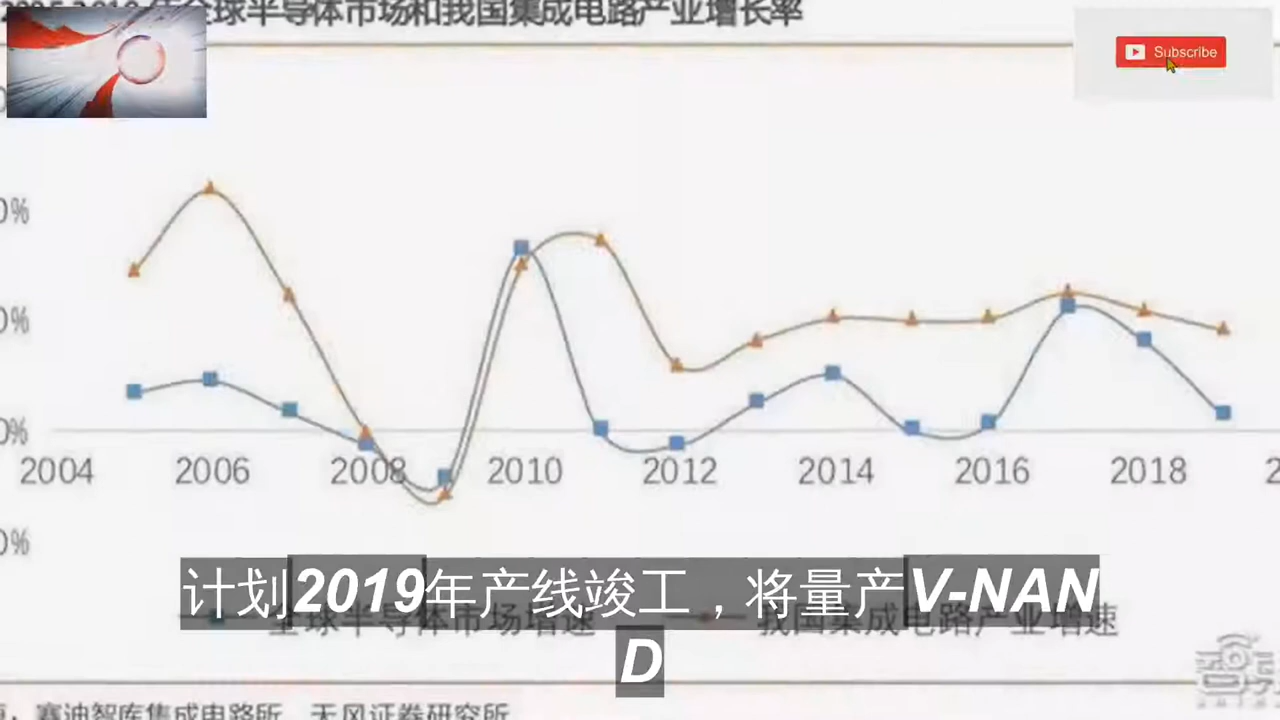 全球半导体市场和我国集成电路产业增长率
Subscribe
0%
0%
0%
2004 2006 2008 2010 2012 2014 2016 2018 2
0%
计划2019年产线竣工，将量产V-NAN
D
全球半导体市场增速 我国集成电路产业增速
赛迪智库集成电路所、天风证券研究所